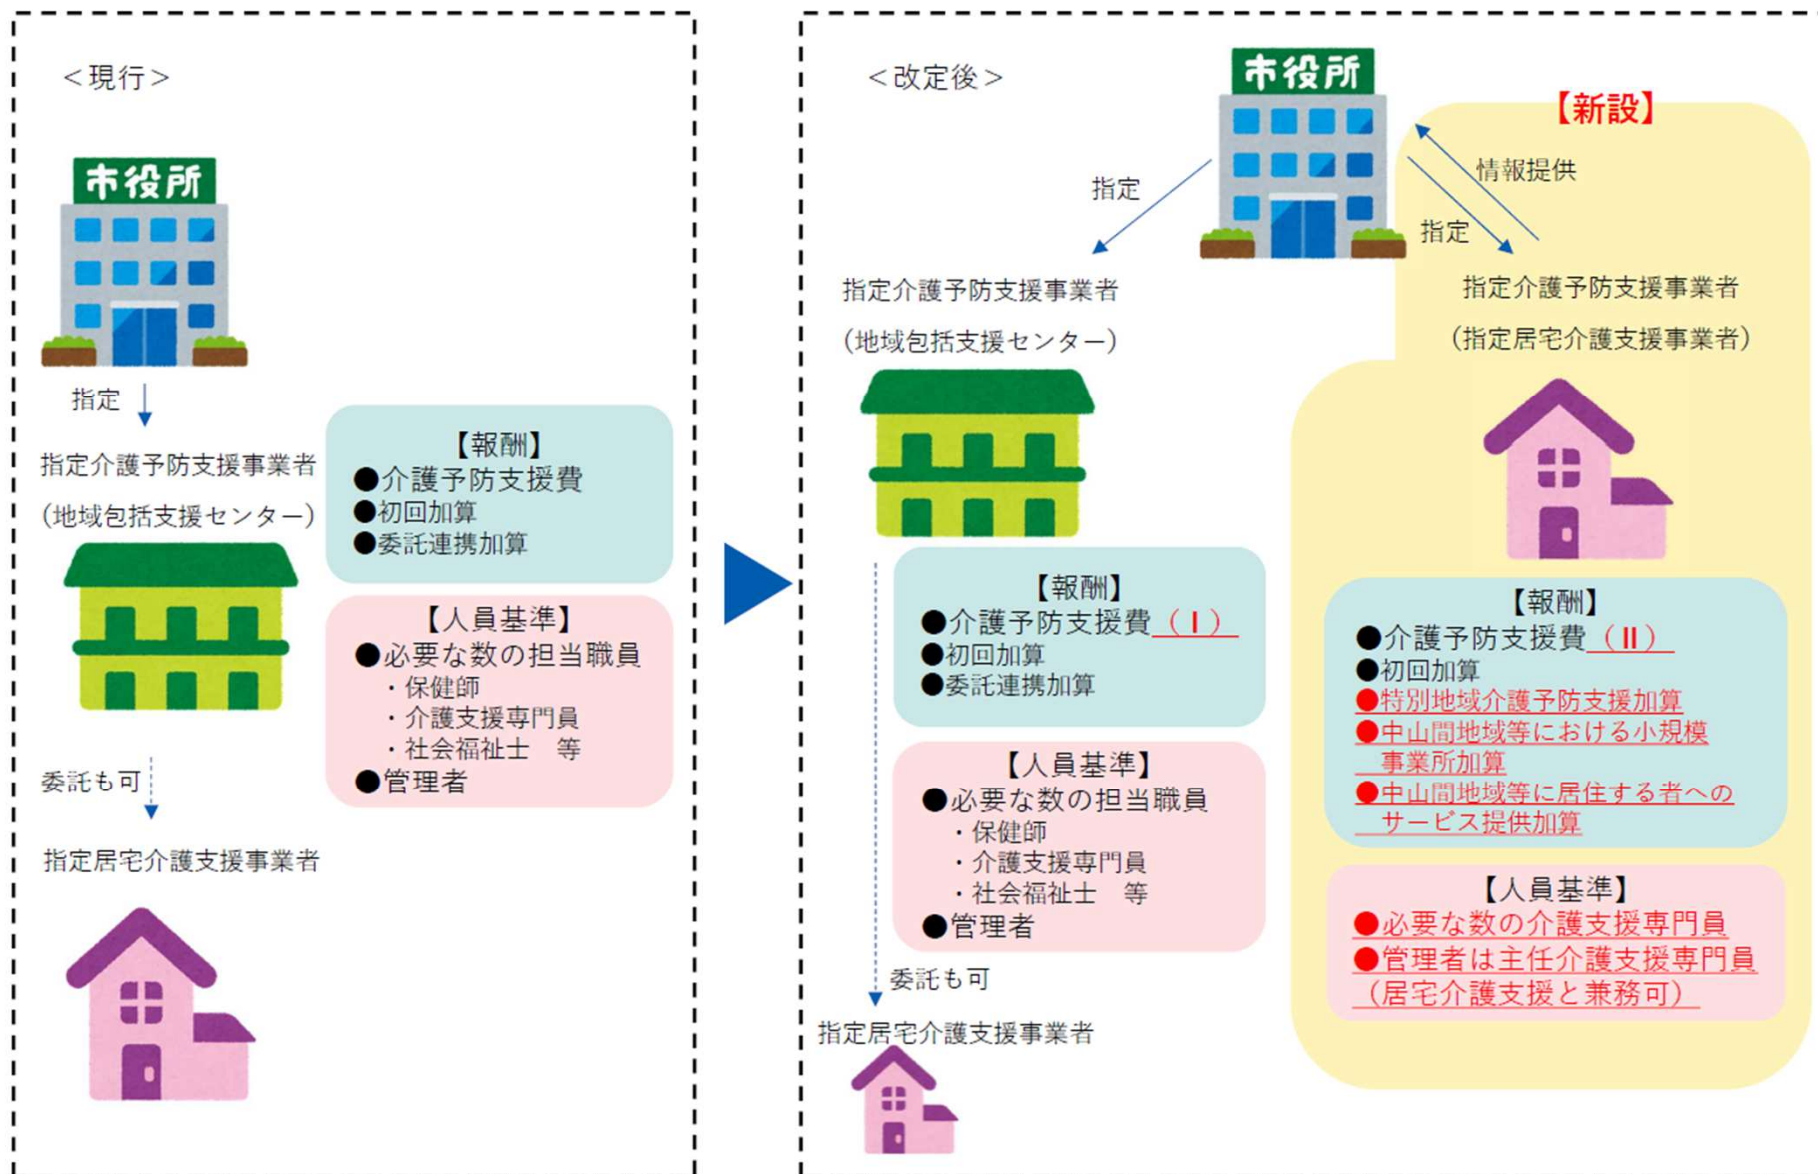 ＜現行＞
市役所
指定
指定介護予防支援事業者
（地域包括支援センター）
【報酬】
●介護予防支援費
●初回加算
●委託連携加算
【人員基準】
●必要な数の担当職員
・保健師
・介護支援専門員
・社会福祉士　等
●管理者
委託も可
指定居宅介護支援事業者
＜改定後＞
市役所
指定
指定介護予防支援事業者
（地域包括支援センター）
【報酬】
●介護予防支援費（Ⅰ）
●初回加算
●委託連携加算
【人員基準】
●必要な数の担当職員
・保健師
・介護支援専門員
・社会福祉士　等
●管理者
委託も可
指定居宅介護支援事業者
【新設】
情報提供
指定
指定介護予防支援事業者
（指定居宅介護支援事業者）
【報酬】
●介護予防支援費（Ⅱ）
●初回加算
●特別地域介護予防支援加算
●中山間地域等における小規模
事業所加算
●中山間地域等に居住する者への
サービス提供加算
【人員基準】
●必要な数の介護支援専門員
●管理者は主任介護支援専門員
（居宅介護支援と兼務可）